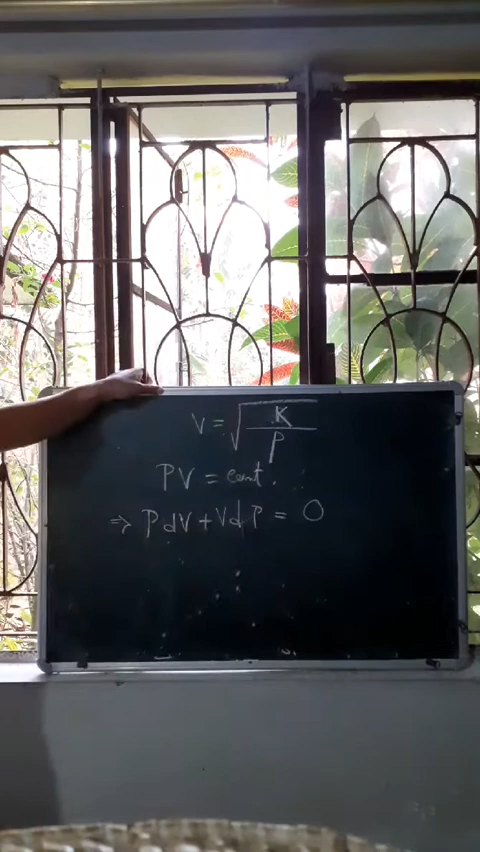 v = √(K/ρ)
PV = const.
⇒ PdV + VdP = 0